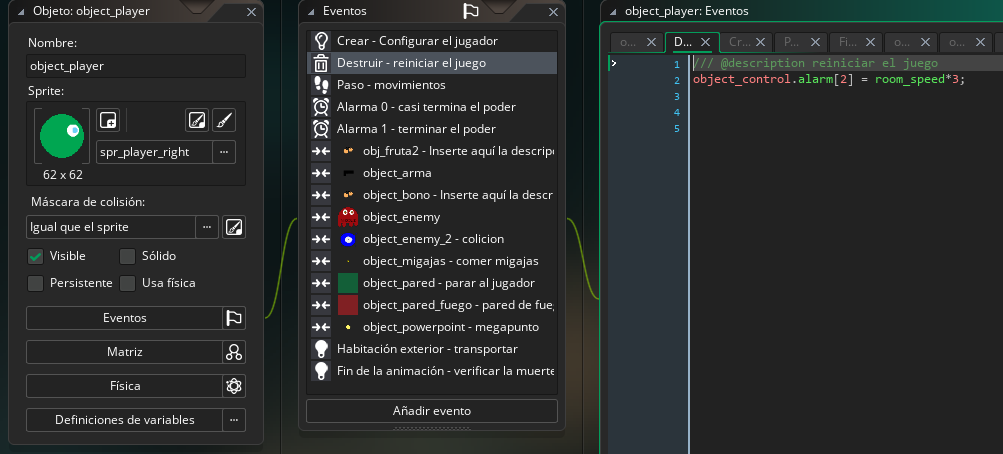 Objeto: object_player
Nombre:
object_player
Sprite:
spr_player_right
62 x 62
Máscara de colisión:
Igual que el sprite
Visible
Sólido
Persistente
Usa física
Eventos
Matriz
Física
Definiciones de variables
Eventos
Crear - Configurar el jugador
Destruir - reiniciar el juego
Paso - movimientos
Alarma 0 - casi termina el poder
Alarma 1 - terminar el poder
obj_fruta2 - Inserte aquí la descripc
object_arma
object_bono - Inserte aquí la descr
object_enemy
object_enemy_2 - colicion
object_migajas - comer migajas
object_pared - parar al jugador
object_pared_fuego - pared de fue
object_powerpoint - megapunto
Habitación exterior - transportar
Fin de la animación - verificar la muerte
Añadir evento
object_player: Eventos
o... D... Cr... P... Fi... o... o... o...
1 /// @description reiniciar el juego
2 object_control.alarm[2] = room_speed*3;
3
4
5